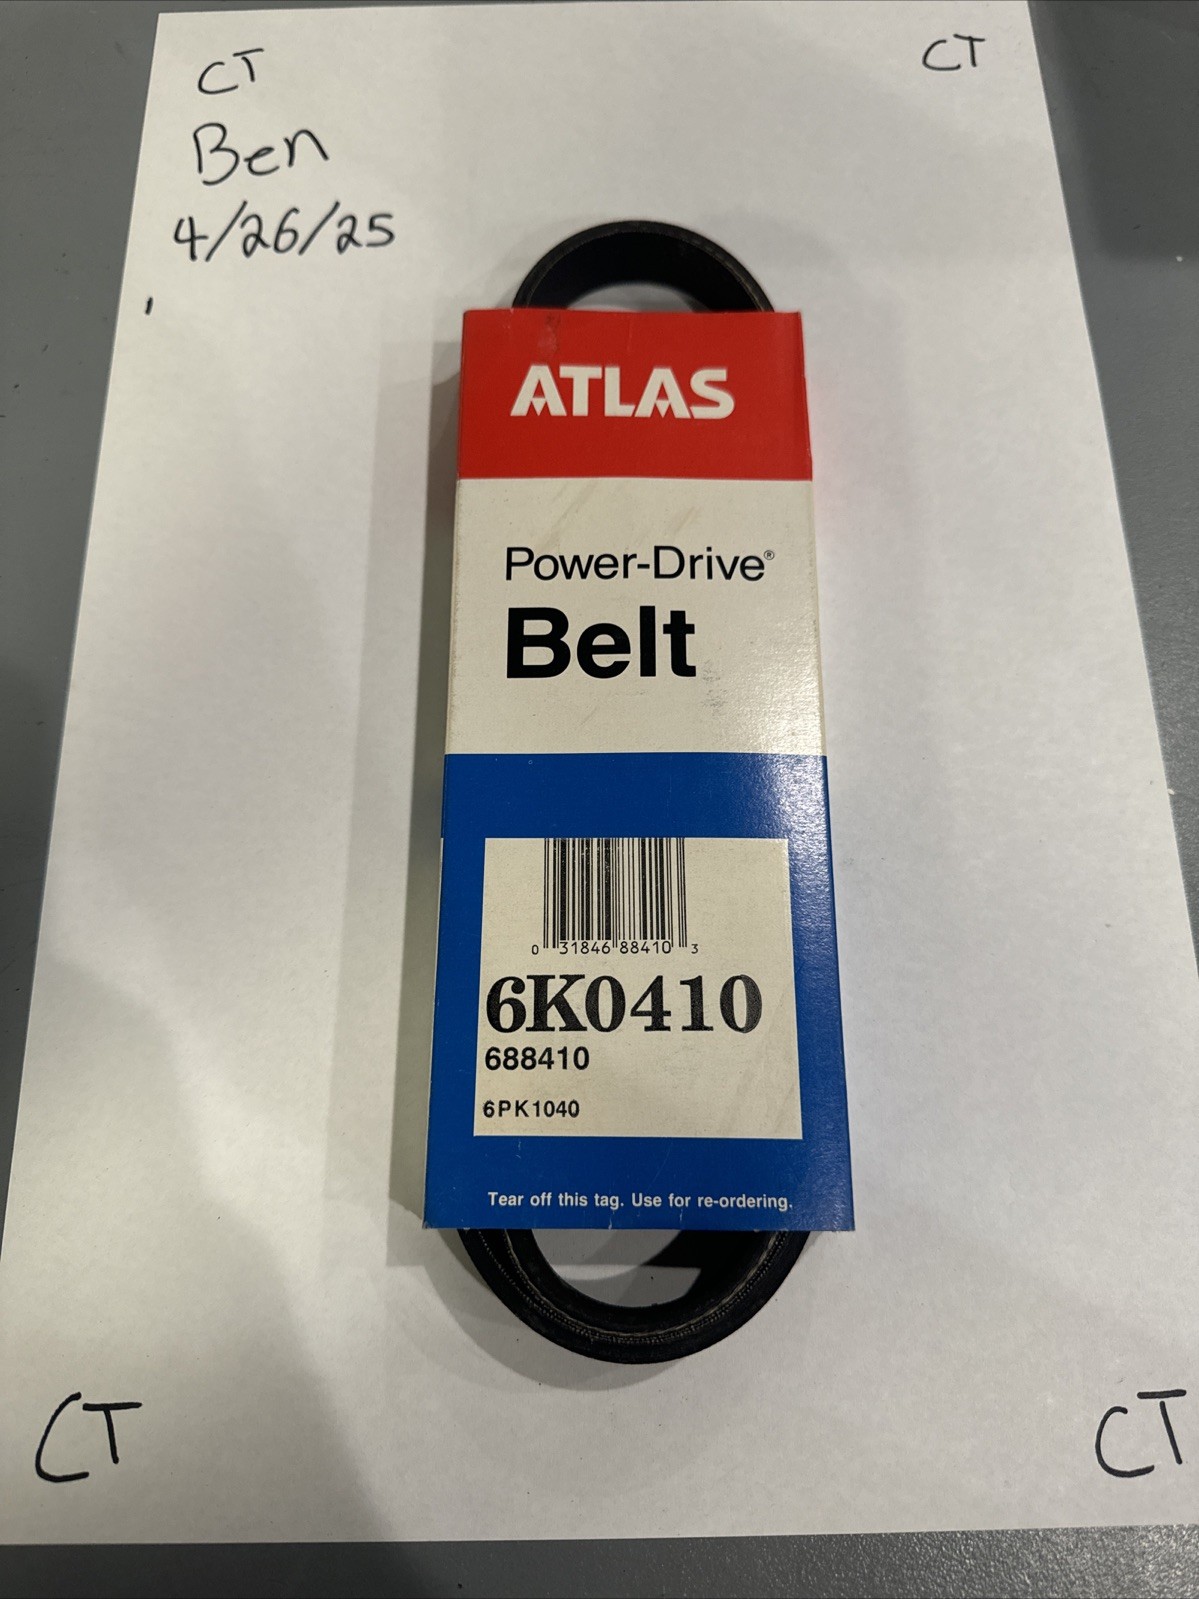 CT
CT
Ben
4/26/25
ATLAS
Power-Drive®
Belt
0 31846 88410 3
6K0410
688410
6PK1040
Tear off this tag. Use for re-ordering.
CT
CT